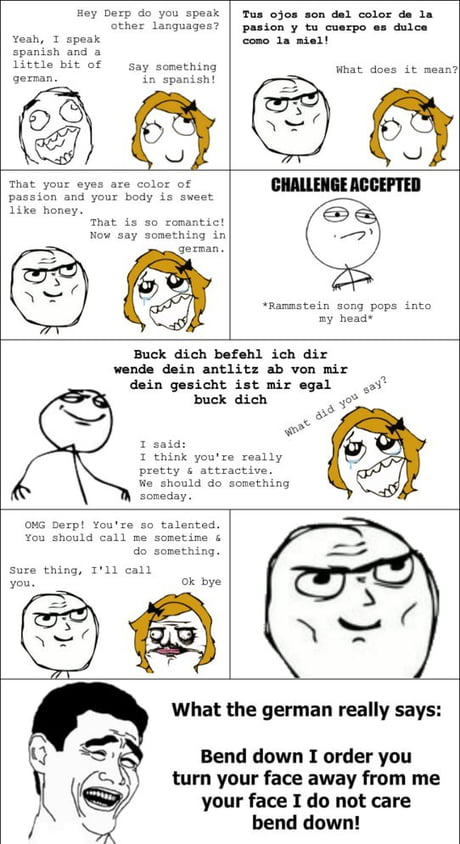 Hey Derp do you speak
other languages?
Yeah, I speak
spanish and a
little bit of
german.
Say something
in spanish!
Tus ojos son del color de la
pasion y tu cuerpo es dulce
como la miel!
What does it mean?
That your eyes are color of
passion and your body is sweet
like honey.
That is so romantic!
Now say something in
german.
CHALLENGE ACCEPTED
*Rammstein song pops into
my head*
Buck dich befehl ich dir
wende dein antlitz ab von mir
dein gesicht ist mir egal
buck dich
What did you say?
I said:
I think you're really
pretty & attractive.
We should do something
someday.
OMG Derp! You're so talented.
You should call me sometime &
do something.
Sure thing, I'll call
you.
Ok bye
What the german really says:
Bend down I order you
turn your face away from me
your face I do not care
bend down!